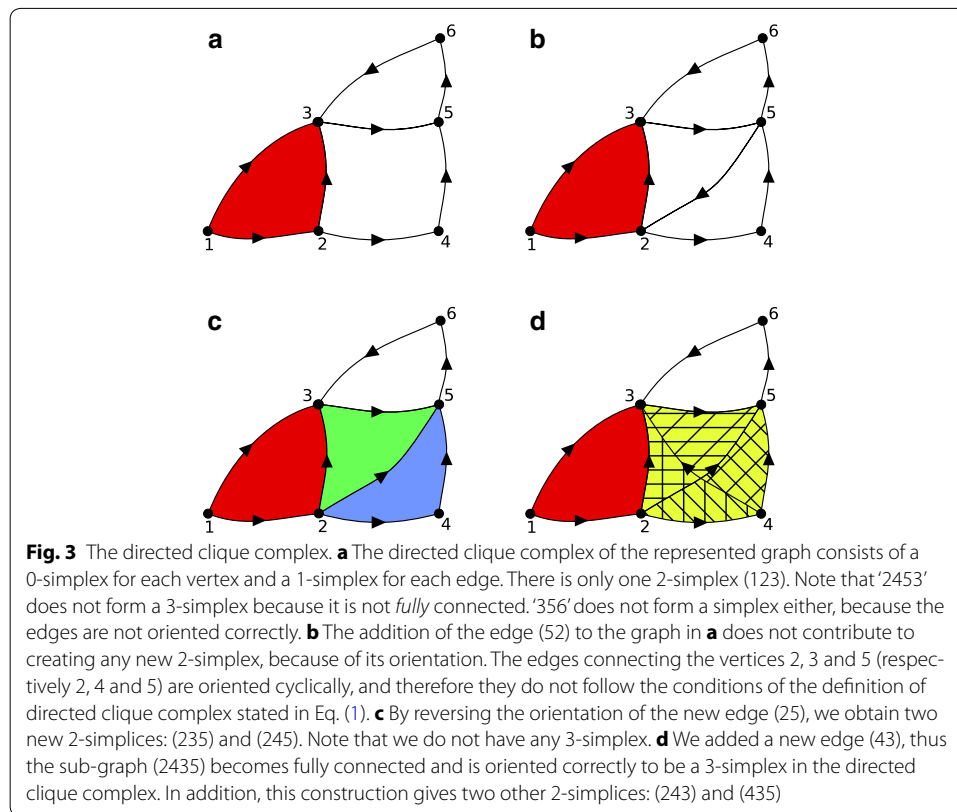 a
b
6
6
3
5
3
5
1
2
4
1
2
4
c
d
6
6
3
5
3
5
1
2
4
1
2
4
Fig. 3 The directed clique complex. a The directed clique complex of the represented graph consists of a
0-simplex for each vertex and a 1-simplex for each edge. There is only one 2-simplex (123). Note that ‘2453’
does not form a 3-simplex because it is not fully connected. ‘356’ does not form a simplex either, because the
edges are not oriented correctly. b The addition of the edge (52) to the graph in a does not contribute to
creating any new 2-simplex, because of its orientation. The edges connecting the vertices 2, 3 and 5 (respec-
tively 2, 4 and 5) are oriented cyclically, and therefore they do not follow the conditions of the definition of
directed clique complex stated in Eq. (1). c By reversing the orientation of the new edge (25), we obtain two
new 2-simplices: (235) and (245). Note that we do not have any 3-simplex. d We added a new edge (43), thus
the sub-graph (2435) becomes fully connected and is oriented correctly to be a 3-simplex in the directed
clique complex. In addition, this construction gives two other 2-simplices: (243) and (435)